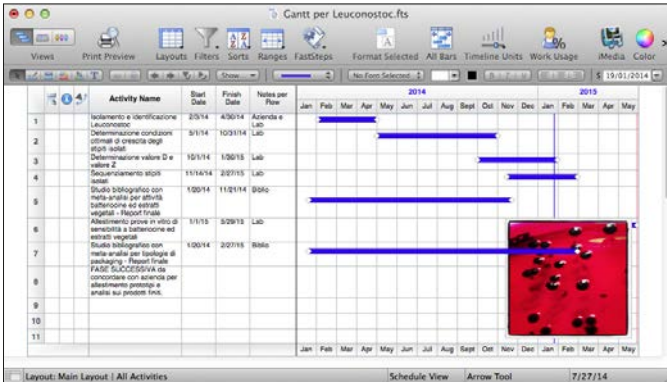 Gantt per Leuconostoc.fts
Views Print Preview Layouts Filters Sorts Ranges FastSteps Format Selected All Bars Timeline Units Work Usage iMedia Color
Show... No Form Selected $ 19/01/2014
Activity Name Start Date Finish Date Notes per Row 2014 2015
Jan Feb Mar Apr May Jun Jul Aug Sept Oct Nov Dec Jan Feb Mar Apr May
1 Isolamento e identificazione Leuconostoc 2/3/14 4/30/14 Azienda e Lab
2 Determinazione condizioni ottimali di crescita degli stipiti isolati 5/1/14 10/31/14 Lab
3 Determinazione valore D e valore Z 10/1/14 1/30/15 Lab
4 Sequenziamento stipiti isolati 11/14/14 2/27/15 Lab
5 Studio bibliografico con meta-analisi per attività batteriocine ed estratti vegetali - Report finale 1/20/14 11/21/14 Biblio
6 Allestimento prove in vitro di sensibilità a batteriocine ed estratti vegetali 1/1/15 5/29/15 Lab
7 Studio bibliografico con meta-analisi per tipologie di packaging - Report finale 1/20/14 2/27/15 Biblio
8 FASE SUCCESSIVA da concordare con azienda per allestimento prototipi e analisi sui prodotti finiti.
9
10
11
Jan Feb Mar Apr May Jun Jul Aug Sept Oct Nov Dec Jan Feb Mar Apr May
Layout: Main Layout | All Activities Schedule View Arrow Tool 7/27/14